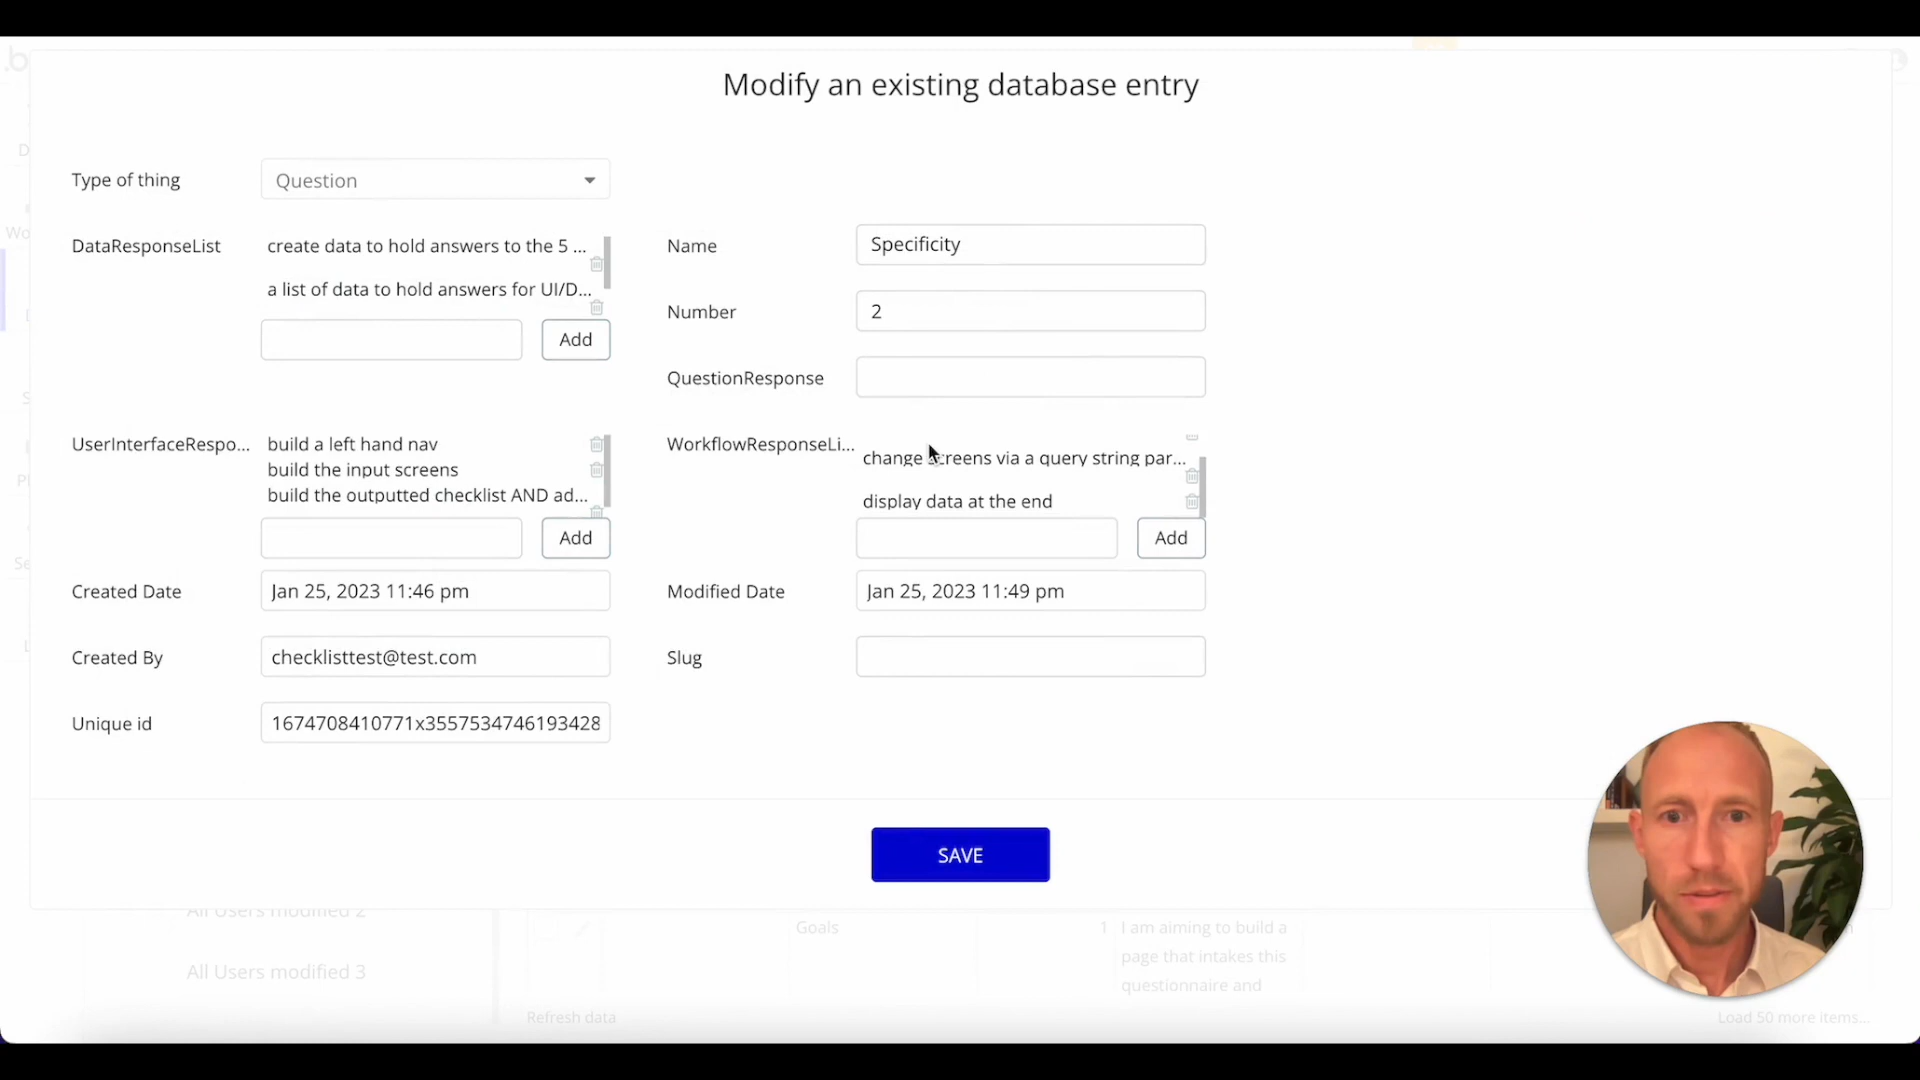 Modify an existing database entry
Type of thing
Question
DataResponseList
create data to hold answers to the 5 ...
a list of data to hold answers for UI/D...
Add
Name
Specificity
Number
2
QuestionResponse
UserInterfaceRespo...
build a left hand nav
build the input screens
build the outputted checklist AND ad...
Add
WorkflowResponseLi...
change screens via a query string par...
display data at the end
Add
Created Date
Jan 25, 2023 11:46 pm
Modified Date
Jan 25, 2023 11:49 pm
Created By
checklisttest@test.com
Slug
Unique id
1674708410771x3557534746193428
SAVE
All Users modified 2
All Users modified 3
Goals
1
I am aiming to build a
page that intakes this
questionnaire and
Refresh data
Load 50 more items...